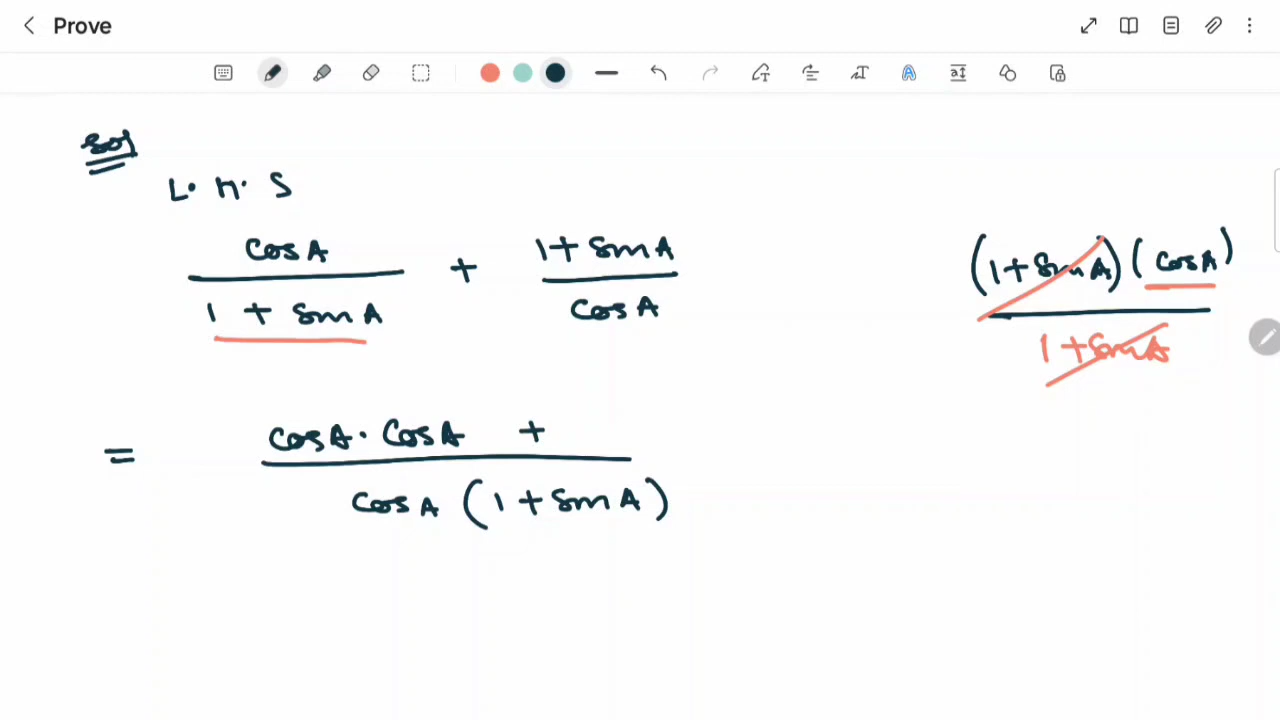 Prove
Sol
L.H.S
cosA / 1 + sinA + 1 + sinA / cosA
(1+sinA)(cosA) / 1+sinA
= cosA.cosA + / cosA(1+sinA)